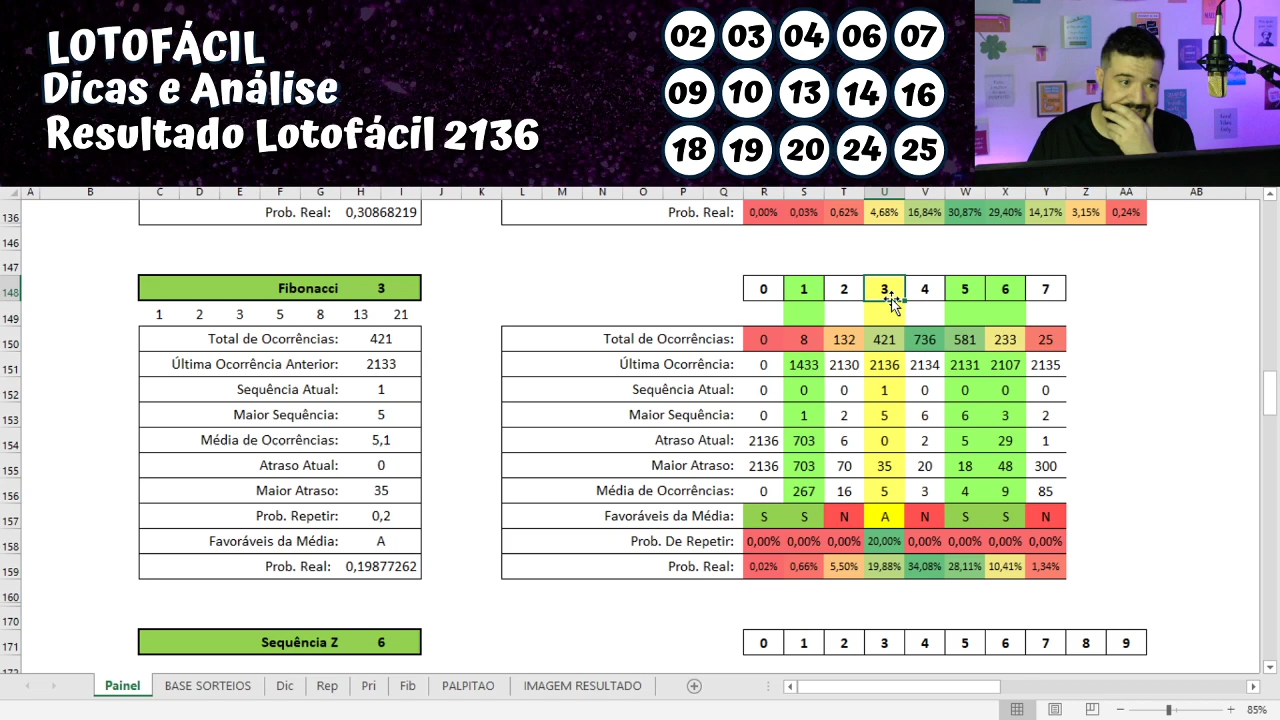 LOTOFÁCIL
Dicas e Análise
Resultado Lotofácil 2136
02 03 04 06 07
09 10 13 14 16
18 19 20 24 25
A B C D E F G H I J K L M N O P Q R S T U V W X Y Z AA AB
136 Prob. Real: 0,30868219 Prob. Real: 0,00% 0,03% 0,62% 4,68% 16,84% 30,87% 29,40% 14,17% 3,15% 0,24%
146
147
148 Fibonacci 3 0 1 2 3 4 5 6 7
149 1 2 3 5 8 13 21
150 Total de Ocorrências: 421 Total de Ocorrências: 0 8 132 421 736 581 233 25
151 Última Ocorrência Anterior: 2133 Última Ocorrência: 0 1433 2130 2136 2134 2131 2107 2135
152 Sequência Atual: 1 Sequência Atual: 0 0 0 1 0 0 0 0
153 Maior Sequência: 5 Maior Sequência: 0 1 2 5 6 6 3 2
154 Média de Ocorrências: 5,1 Atraso Atual: 2136 703 6 0 2 5 29 1
155 Atraso Atual: 0 Maior Atraso: 2136 703 70 35 20 18 48 300
156 Maior Atraso: 35 Média de Ocorrências: 0 267 16 5 3 4 9 85
157 Prob. Repetir: 0,2 Favoráveis da Média: S S N A N S S N
158 Favoráveis da Média: A Prob. De Repetir: 0,00% 0,00% 0,00% 20,00% 0,00% 0,00% 0,00% 0,00%
159 Prob. Real: 0,19877262 Prob. Real: 0,02% 0,66% 5,50% 19,88% 34,08% 28,11% 10,41% 1,34%
160
170
171 Sequência Z 6 0 1 2 3 4 5 6 7 8 9
Painel BASE SORTEIOS Dic Rep Pri Fib PALPITAO IMAGEM RESULTADO
85%